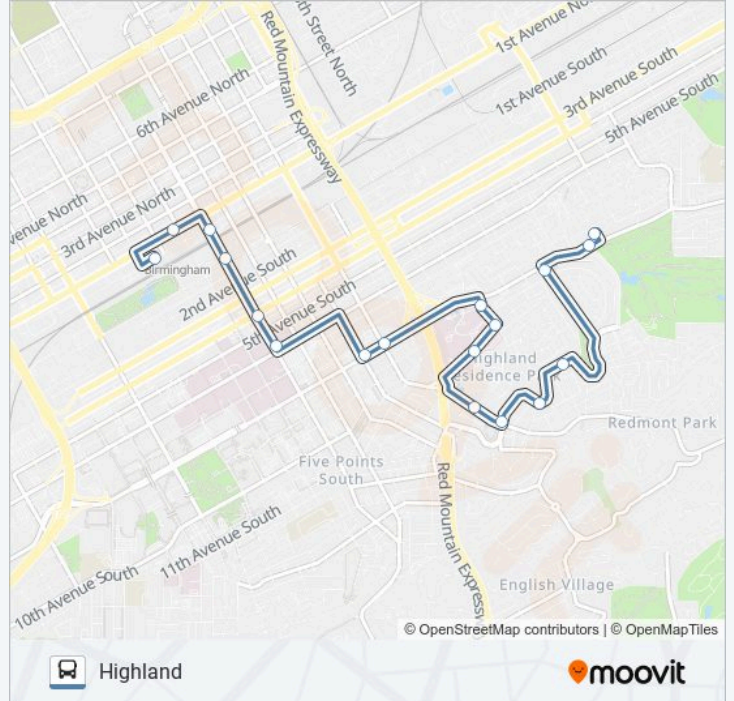 1st Avenue No
th Street North
Red Mountain Expressway
1st Avenue South
3rd Avenue South
5th Avenue South
6th Avenue North
3rd Avenue North
venue North
Birmingham
2nd Avenue South
5th Avenue South
Highland
esidence P
Redmont Park
Five Points
South
Red Mountain Expressw
11th Avenue South
10th Avenue South
English Village
© OpenStreetMap contributors | © OpenMapTiles
Highland
moovit